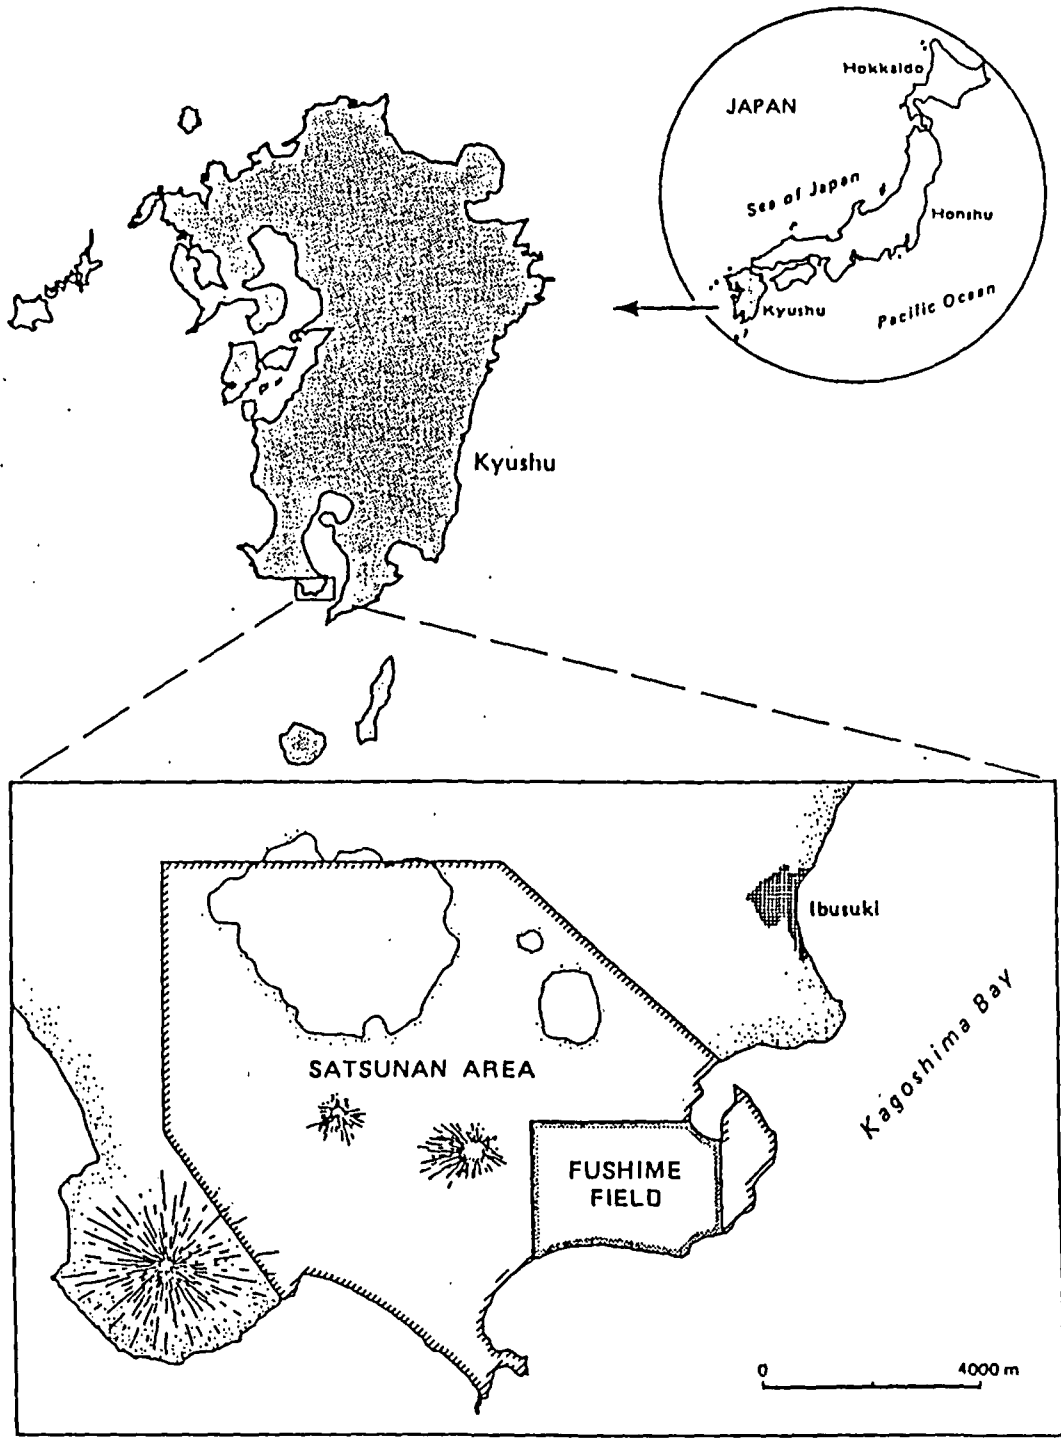 Hokkaido
JAPAN
Sea of Japan
Honshu
Kyushu
Pacific Ocean
Kyushu
Ibusuki
Kagoshima Bay
SATSUNAN AREA
FUSHIME
FIELD
0 4000 m